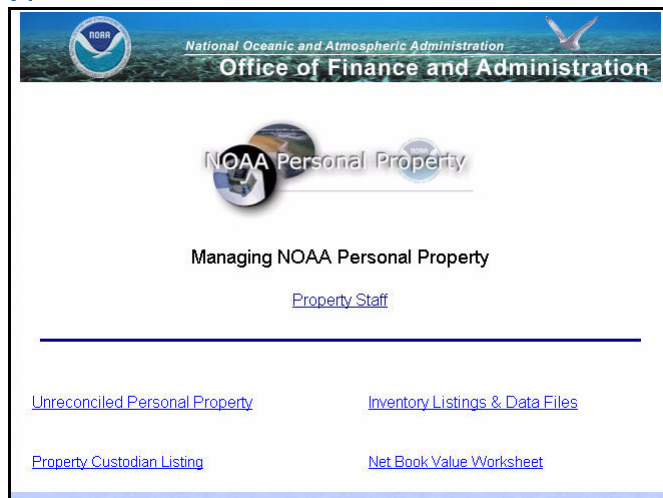 NOAA
National Oceanic and Atmospheric Administration
Office of Finance and Administration
NOAA Personal Property
Managing NOAA Personal Property
Property Staff
Unreconciled Personal Property
Inventory Listings & Data Files
Property Custodian Listing
Net Book Value Worksheet